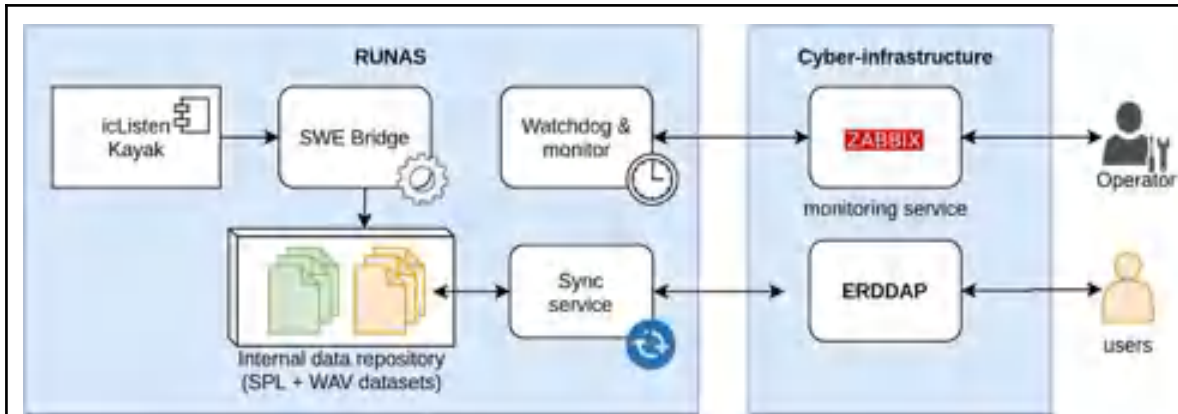 RUNAS
Cyber-infrastructure
icListen
Kayak
SWE Bridge
Watchdog &
monitor
ZABBIX
Operator
monitoring service
Sync
service
ERDDAP
users
Internal data repository
(SPL + WAV datasets)